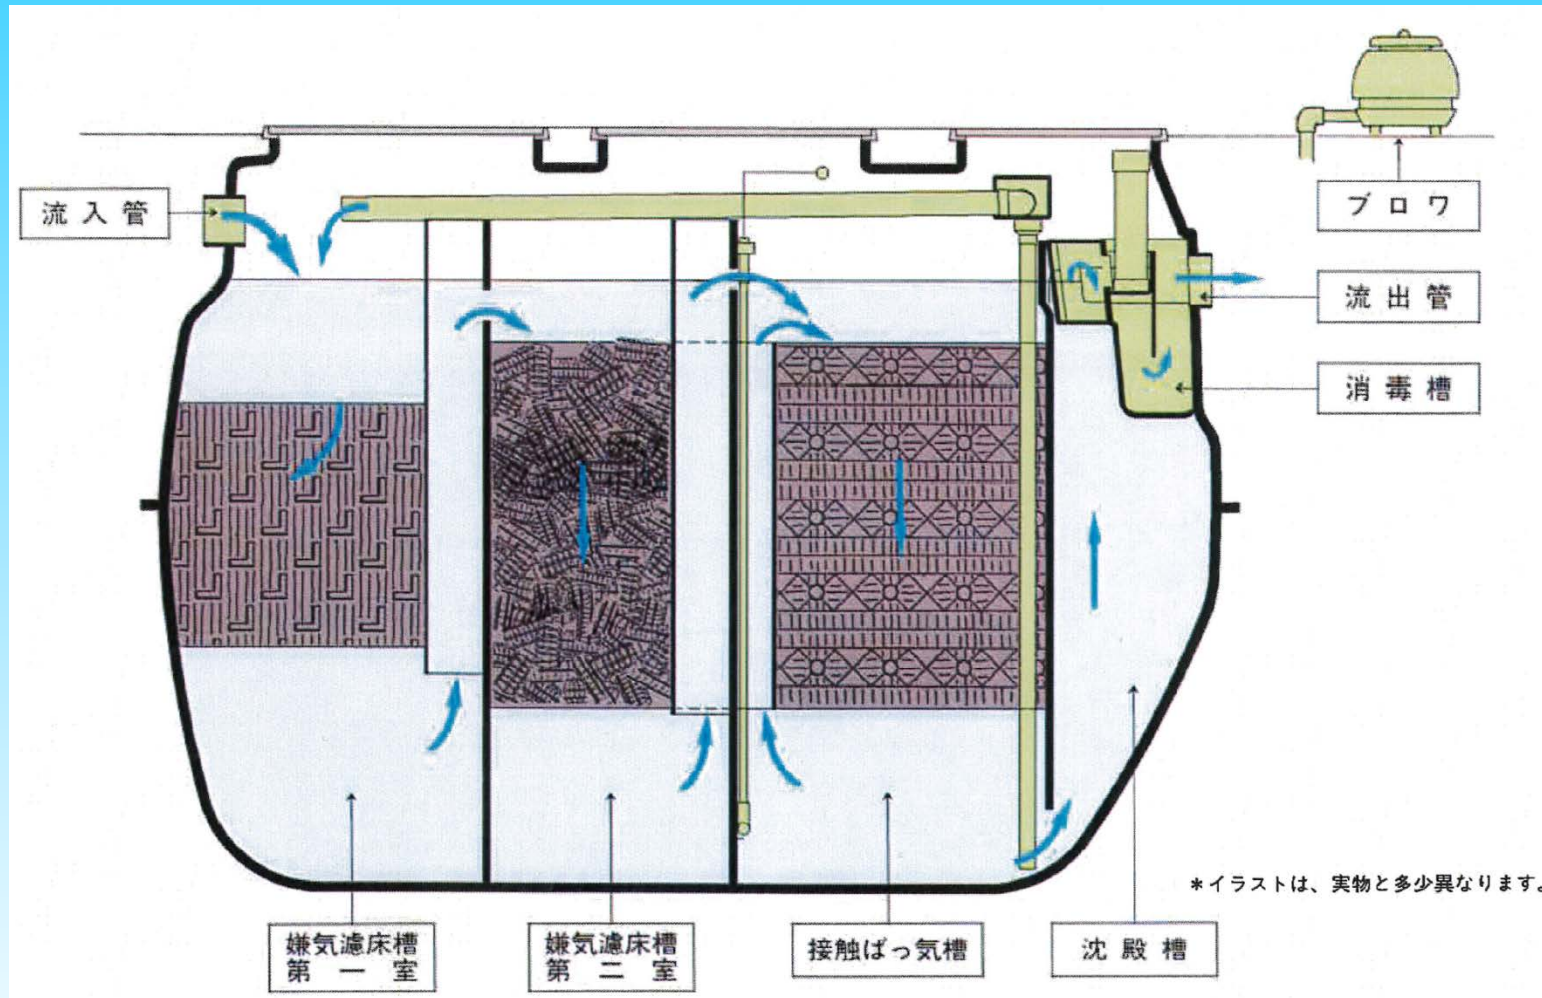 流入管
ブロワ
流出管
消毒槽
*イラストは、実物と多少異なります。
嫌気濾床槽
第一室
嫌気濾床槽
第二室
接触ばっ気槽
沈殿槽